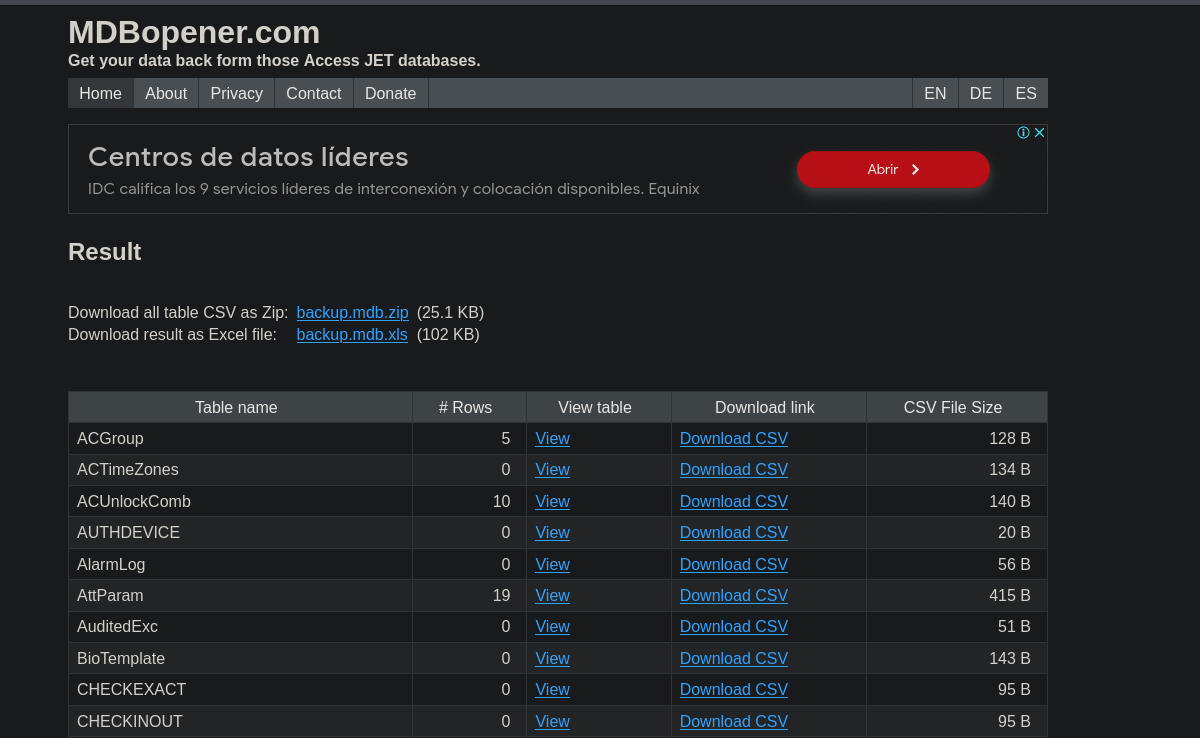 MDBopener.com
Get your data back form those Access JET databases.
Home About Privacy Contact Donate EN DE ES
Centros de datos líderes
IDC califica los 9 servicios líderes de interconexión y colocación disponibles. Equinix
Abrir
Result
Download all table CSV as Zip: backup.mdb.zip (25.1 KB)
Download result as Excel file: backup.mdb.xls (102 KB)
Table name # Rows View table Download link CSV File Size
ACGroup 5 View Download CSV 128 B
ACTimeZones 0 View Download CSV 134 B
ACUnlockComb 10 View Download CSV 140 B
AUTHDEVICE 0 View Download CSV 20 B
AlarmLog 0 View Download CSV 56 B
AttParam 19 View Download CSV 415 B
AuditedExc 0 View Download CSV 51 B
BioTemplate 0 View Download CSV 143 B
CHECKEXACT 0 View Download CSV 95 B
CHECKINOUT 0 View Download CSV 95 B